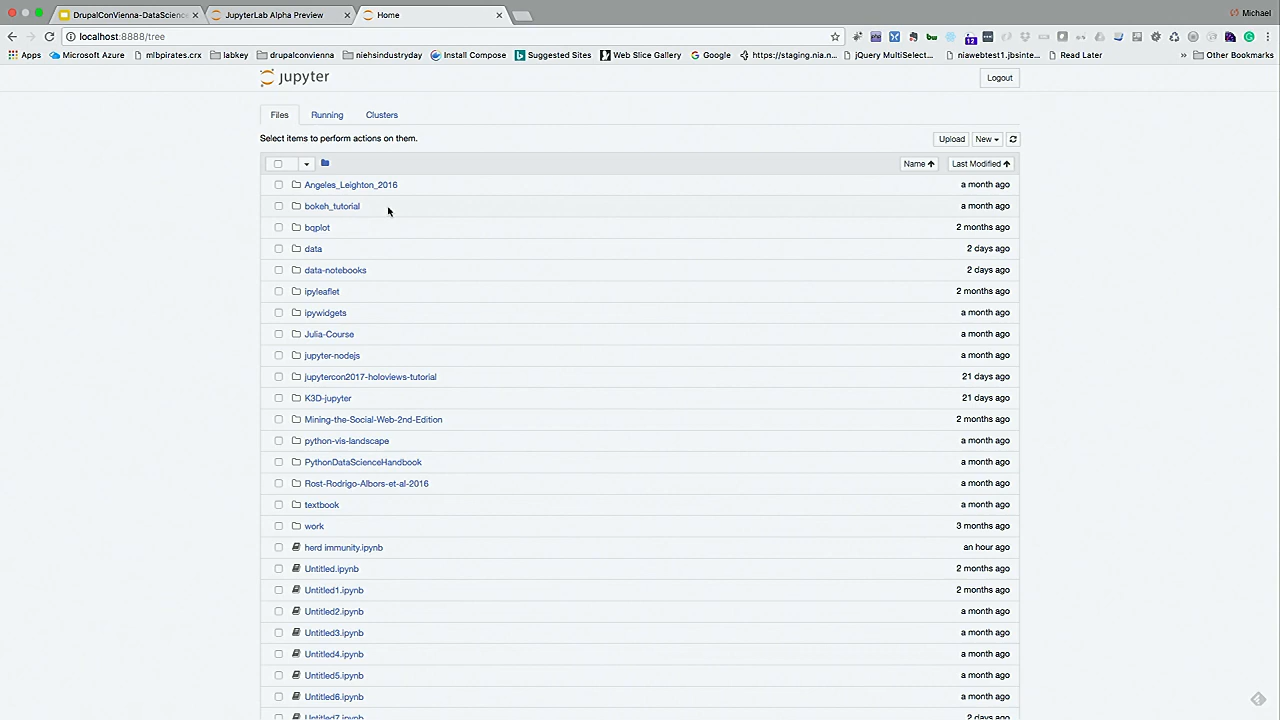 DrupalConVienna-DataScienc
JupyterLab Alpha Preview
Home
Michael
localhost:8888/tree
12
Apps
Microsoft Azure
mlbpirates.crx
labkey
drupalconvienna
niehsindustryday
Install Compose
Suggested Sites
Web Slice Gallery
Google
https://staging.nia.n...
jQuery MultiSelect...
niawebtest1.jbsinte...
Read Later
»
Other Bookmarks
jupyter
Logout
Files
Running
Clusters
Select items to perform actions on them.
Upload
New
Name
Last Modified
Angeles_Leighton_2016 a month ago
bokeh_tutorial a month ago
bqplot 2 months ago
data 2 days ago
data-notebooks 2 days ago
ipyleaflet 2 months ago
ipywidgets a month ago
Julia-Course a month ago
jupyter-nodejs a month ago
jupytercon2017-holoviews-tutorial 21 days ago
K3D-jupyter 21 days ago
Mining-the-Social-Web-2nd-Edition 2 months ago
python-vis-landscape a month ago
PythonDataScienceHandbook a month ago
Rost-Rodrigo-Albors-et-al-2016 a month ago
textbook a month ago
work 3 months ago
herd immunity.ipynb an hour ago
Untitled.ipynb 2 months ago
Untitled1.ipynb 2 months ago
Untitled2.ipynb a month ago
Untitled3.ipynb a month ago
Untitled4.ipynb a month ago
Untitled5.ipynb a month ago
Untitled6.ipynb a month ago
Untitled7.ipynb 2 days ago